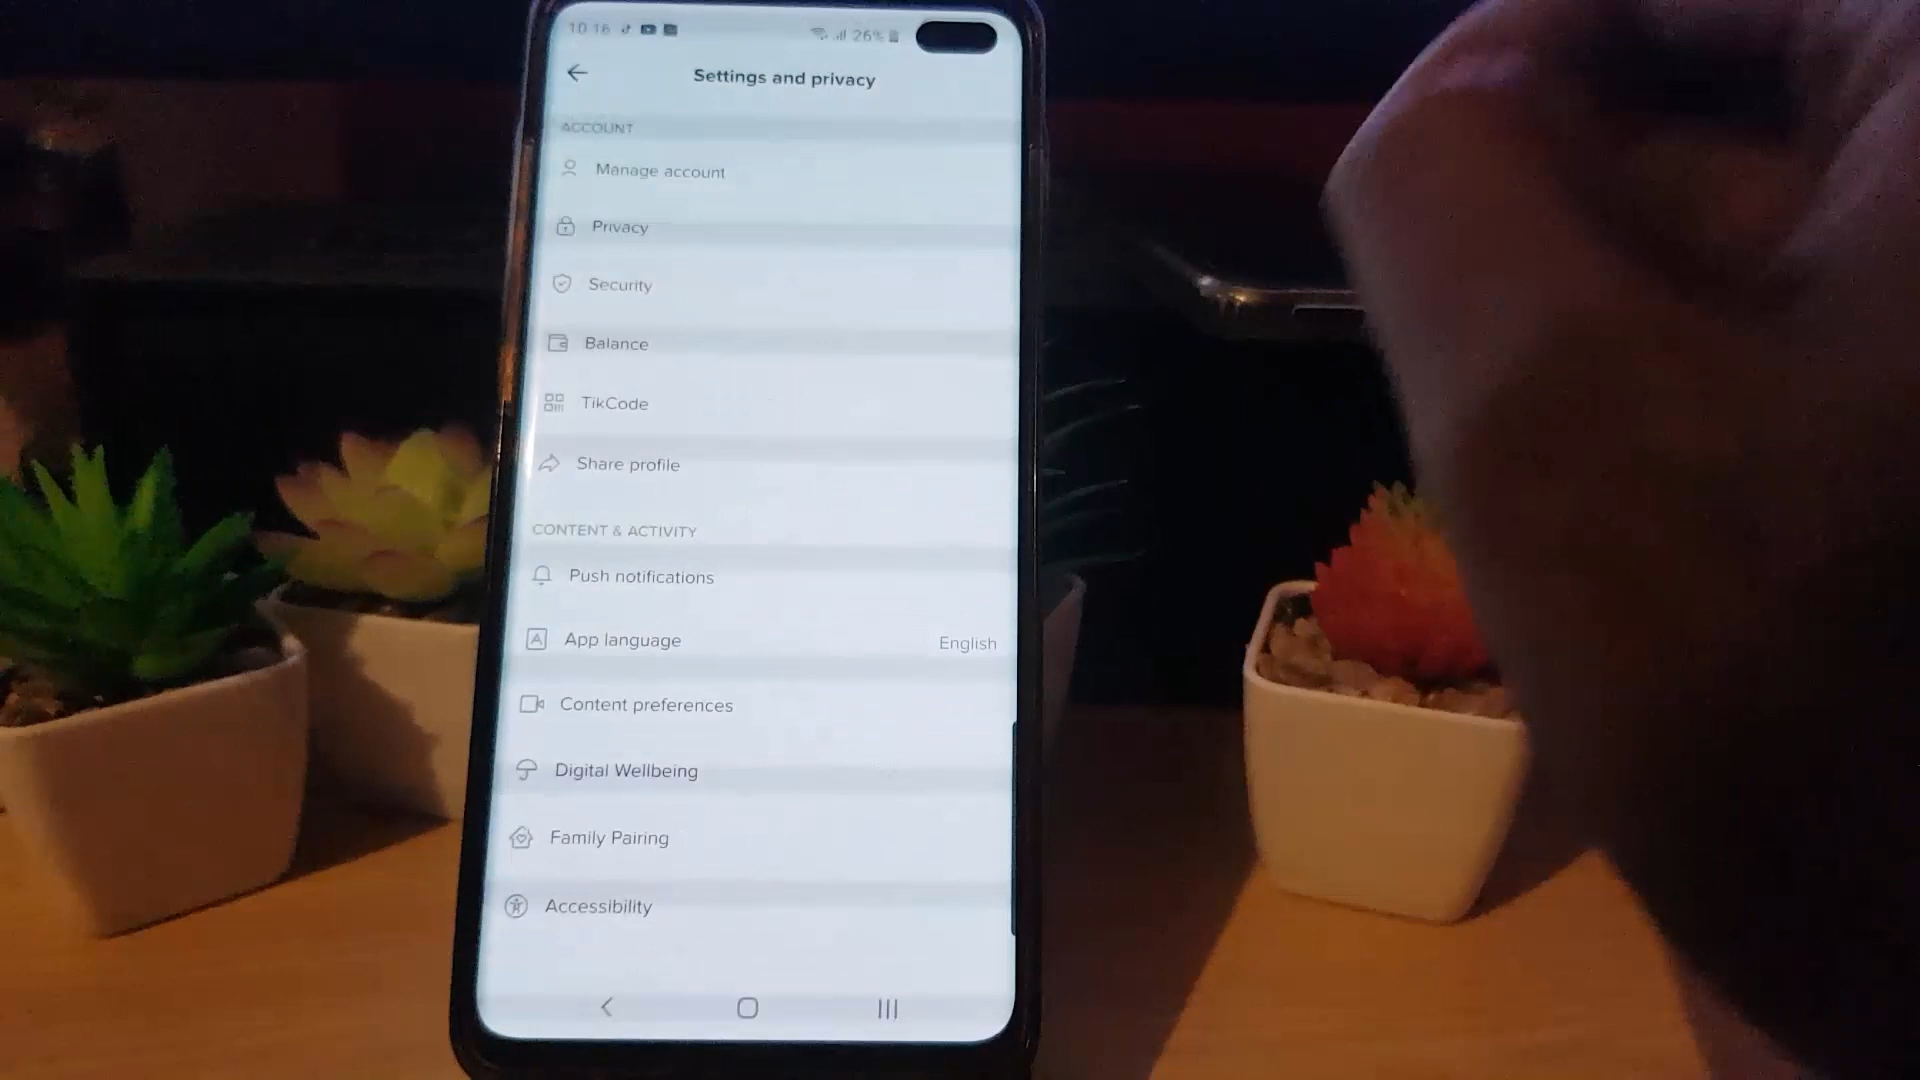 10 16 26%
Settings and privacy
ACCOUNT
Manage account
Privacy
Security
Balance
TikCode
Share profile
CONTENT & ACTIVITY
Push notifications
App language English
Content preferences
Digital Wellbeing
Family Pairing
Accessibility